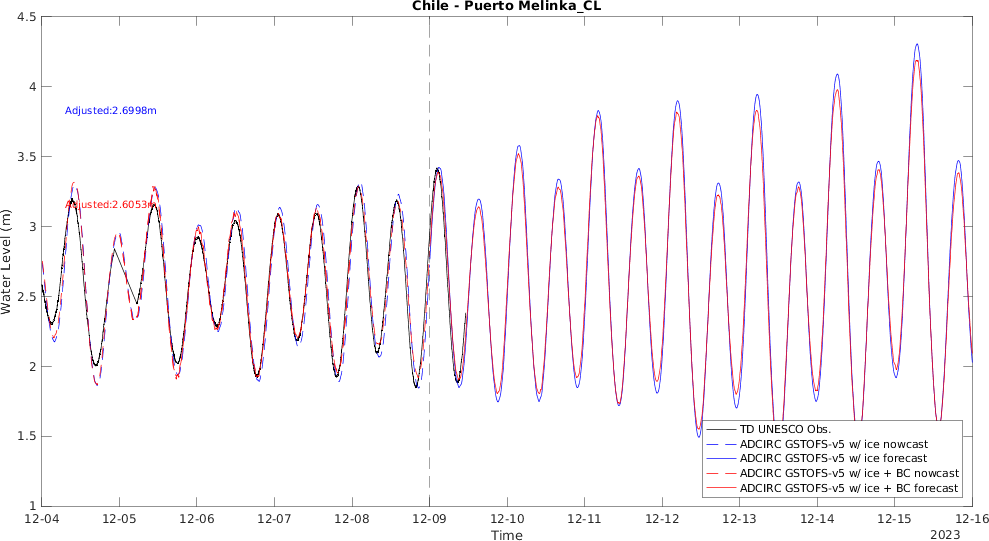 Chile - Puerto Melinka_CL
4.5
4
3.5
3
2.5
2
1.5
1
Water Level (m)
Adjusted:2.6998m
Adjusted:2.6053m
TD UNESCO Obs.
ADCIRC GSTOFS-v5 w/ ice nowcast
ADCIRC GSTOFS-v5 w/ ice forecast
ADCIRC GSTOFS-v5 w/ ice + BC nowcast
ADCIRC GSTOFS-v5 w/ ice + BC forecast
12-04 12-05 12-06 12-07 12-08 12-09 12-10 12-11 12-12 12-13 12-14 12-15 12-16
Time
2023